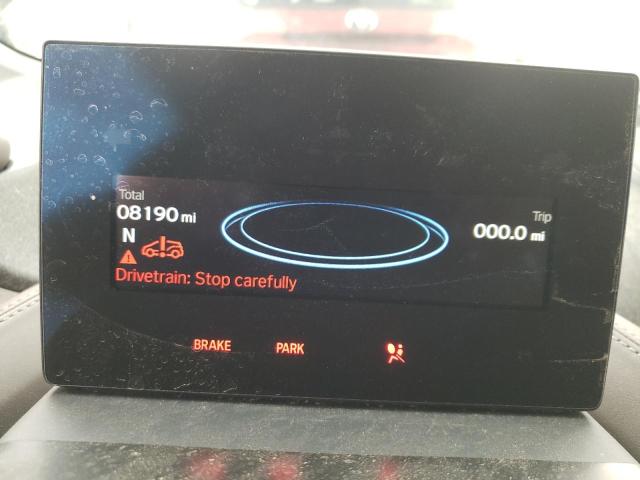 Total
08190 mi
Trip
000.0 mi
N
Drivetrain: Stop carefully
BRAKE PARK